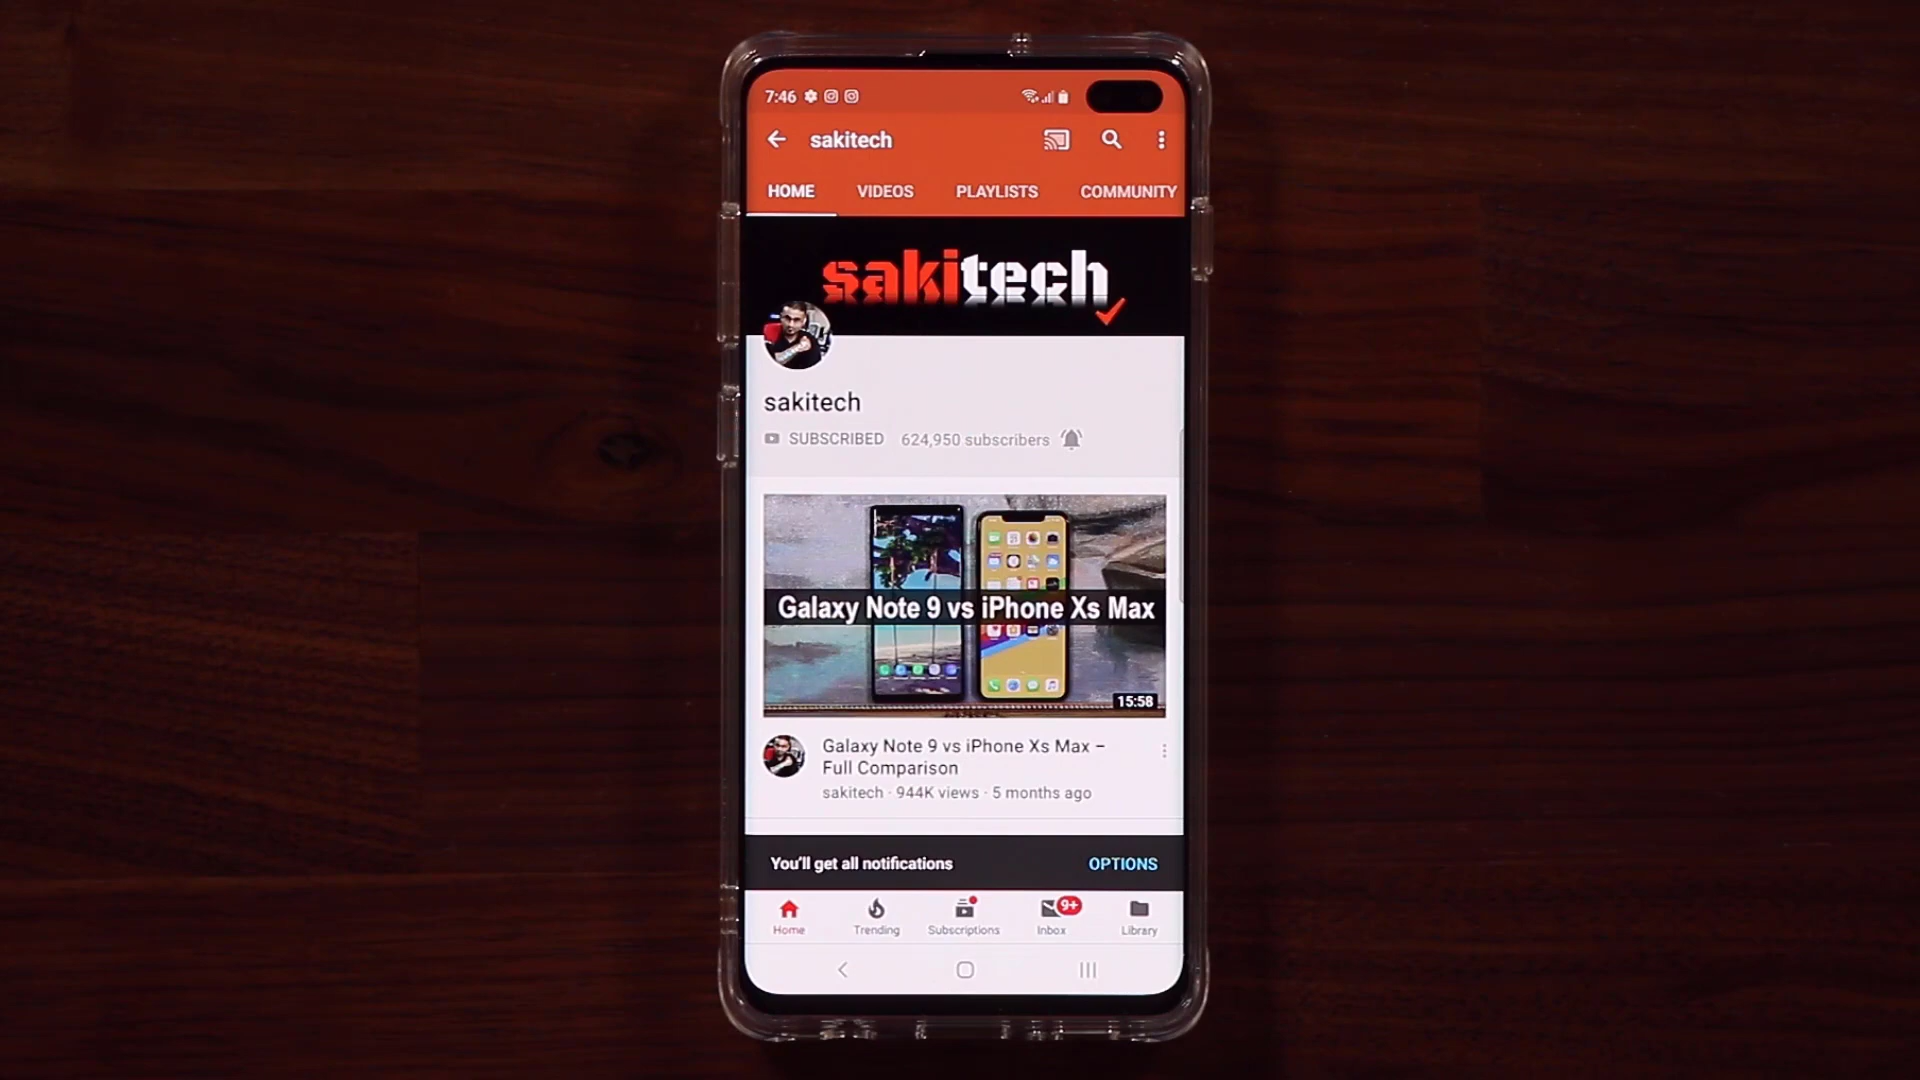 7:46
sakitech
HOME VIDEOS PLAYLISTS COMMUNITY
sakitech
sakitech
SUBSCRIBED 624,950 subscribers
Galaxy Note 9 vs iPhone Xs Max
15:58
Galaxy Note 9 vs iPhone Xs Max –
Full Comparison
sakitech · 944K views · 5 months ago
You'll get all notifications OPTIONS
9+
Home Trending Subscriptions Inbox Library